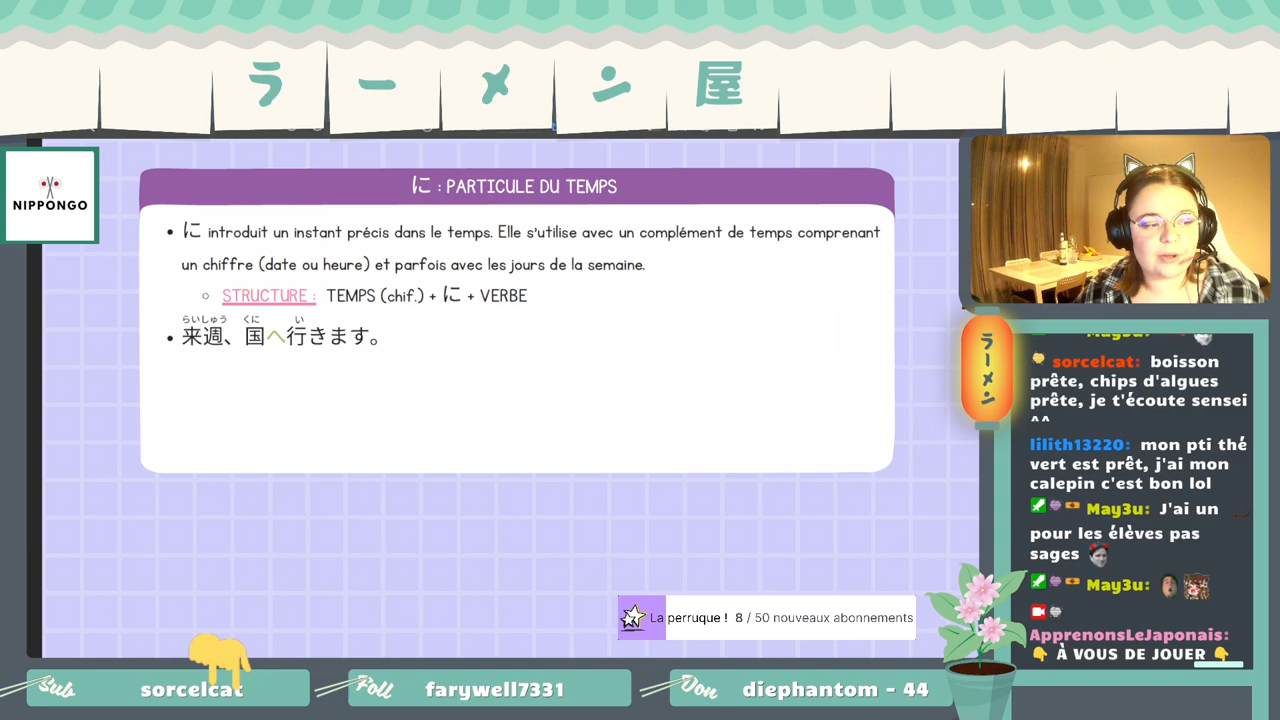 ラーメン屋
NIPPONGO
に : PARTICULE DU TEMPS
• に introduit un instant précis dans le temps. Elle s'utilise avec un complément de temps comprenant
un chiffre (date ou heure) et parfois avec les jours de la semaine.
○ STRUCTURE : TEMPS (chif.) + に + VERBE
らいしゅう くに い
• 来週、国へ行きます。
ラーメン
May3u:
sorcelcat: boisson
prête, chips d'algues
prête, je t'écoute sensei
^^
lilith13220: mon pti thé
vert est prêt, j'ai mon
calepin c'est bon lol
May3u: J'ai un
pour les élèves pas
sages
May3u:
ApprenonsLeJaponais:
👇 À VOUS DE JOUER 👇
La perruque ! 8 / 50 nouveaux abonnements
Sub sorcelcat
Foll farywell7331
Don diephantom - 44